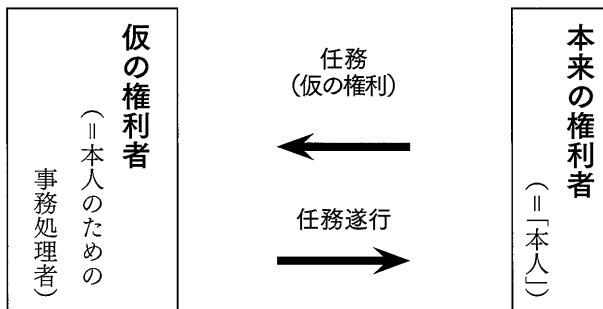 本来の権利者
(=「本人」)
任務
(仮の権利)
任務遂行
仮の権利者
(=本人のための
事務処理者)